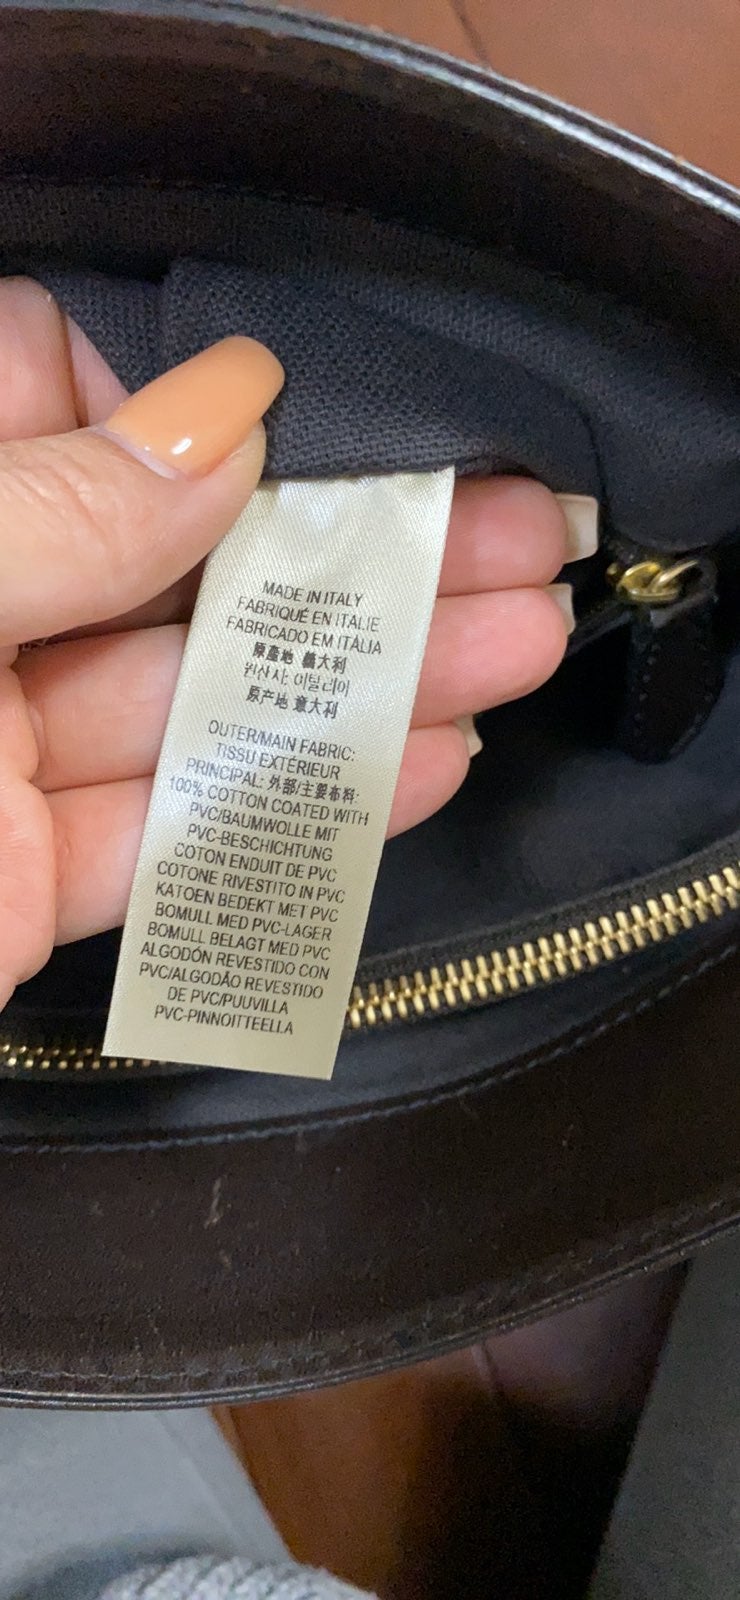 MADE IN ITALY
FABRIQUÉ EN ITALIE
FABRICADO EM ITÁLIA
原產地 義大利
원산지: 이탈리아
原产地 意大利
OUTER/MAIN FABRIC:
TISSU EXTÉRIEUR
PRINCIPAL: 外部/主要布料:
100% COTTON COATED WITH
PVC/BAUMWOLLE MIT
PVC-BESCHICHTUNG
COTON ENDUIT DE PVC
COTONE RIVESTITO IN PVC
KATOEN BEDEKT MET PVC
BOMULL MED PVC-LAGER
BOMULL BELAGT MED PVC
ALGODÓN REVESTIDO CON
PVC/ALGODÃO REVESTIDO
DE PVC/PUUVILLA
PVC-PINNOITTEELLA